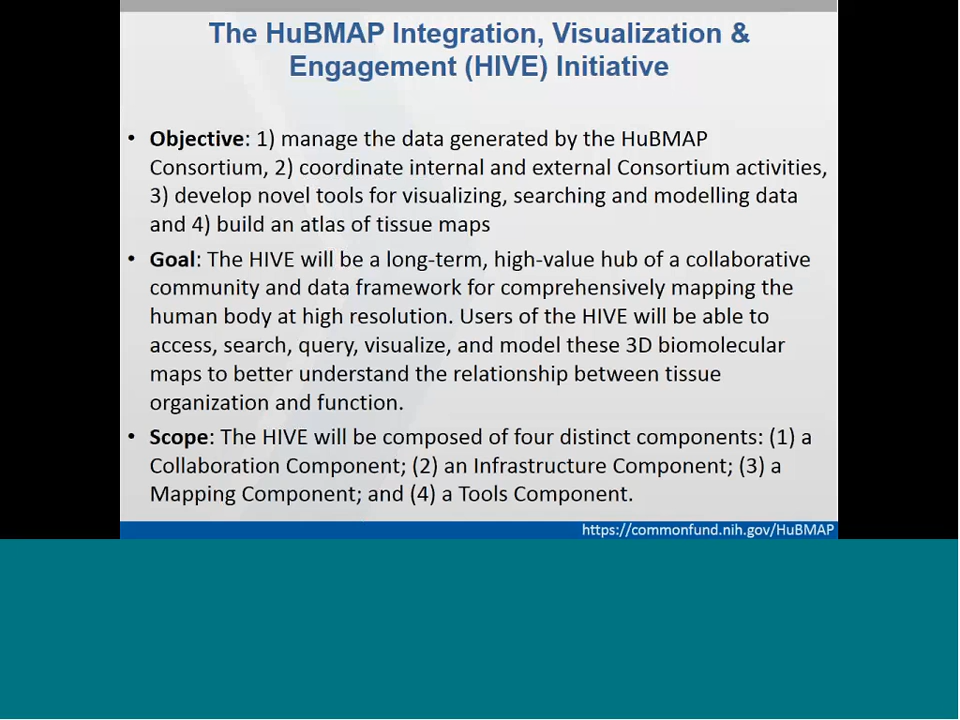 The HuBMAP Integration, Visualization &
Engagement (HIVE) Initiative
• Objective: 1) manage the data generated by the HuBMAP
Consortium, 2) coordinate internal and external Consortium activities,
3) develop novel tools for visualizing, searching and modelling data
and 4) build an atlas of tissue maps
• Goal: The HIVE will be a long-term, high-value hub of a collaborative
community and data framework for comprehensively mapping the
human body at high resolution. Users of the HIVE will be able to
access, search, query, visualize, and model these 3D biomolecular
maps to better understand the relationship between tissue
organization and function.
• Scope: The HIVE will be composed of four distinct components: (1) a
Collaboration Component; (2) an Infrastructure Component; (3) a
Mapping Component; and (4) a Tools Component.
https://commonfund.nih.gov/HuBMAP